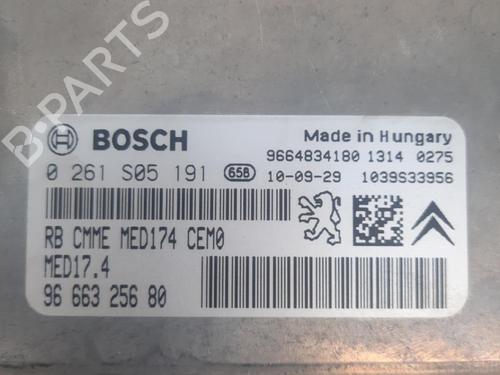 B-PARTS
BOSCH
Made in Hungary
9664834180 1314 0275
0 261 S05 191 65B 10-09-29 1039S33956
RB CMME MED174 CEM0
MED17.4
96 663 256 80